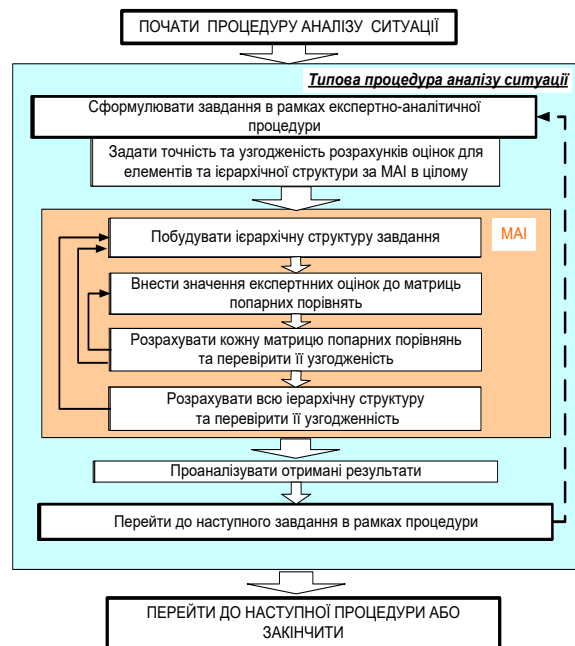 ПОЧАТИ ПРОЦЕДУРУ АНАЛІЗУ СИТУАЦІЇ
Типова процедура аналізу ситуації
Сформулювати завдання в рамках експертно-аналітичної
процедури
Задати точність та узгодженість розрахунків оцінок для
елементів та ієрархічної структури за МАІ в цілому
МАІ
Побудувати ієрархічну структуру завдання
Внести значення експертнних оцінок до матриць
попарних порівнять
Розрахувати кожну матрицю попарних порівнянь
та перевірити її узгодженість
Розрахувати всю ієрархічну структуру
та перевірити її узгодженність
Проаналізувати отримані результати
Перейти до наступного завдання в рамках процедури
ПЕРЕЙТИ ДО НАСТУПНОЇ ПРОЦЕДУРИ АБО
ЗАКІНЧИТИ